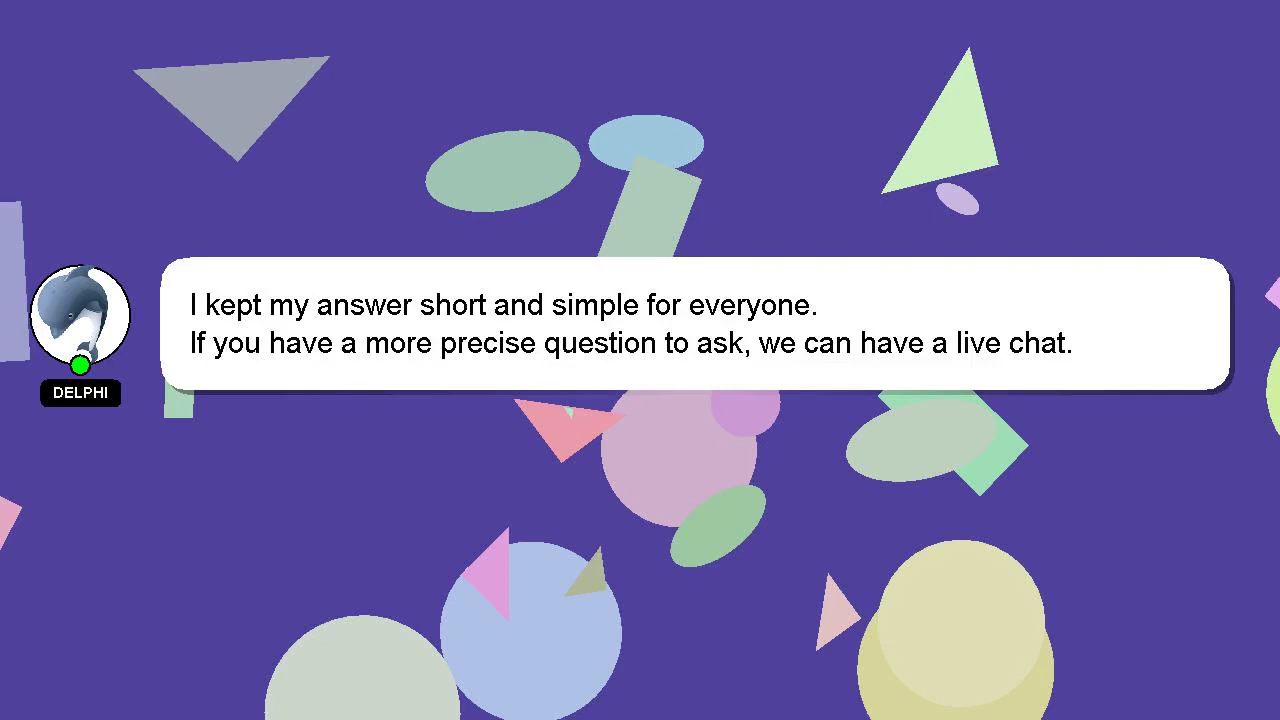 I kept my answer short and simple for everyone.
If you have a more precise question to ask, we can have a live chat.
DELPHI